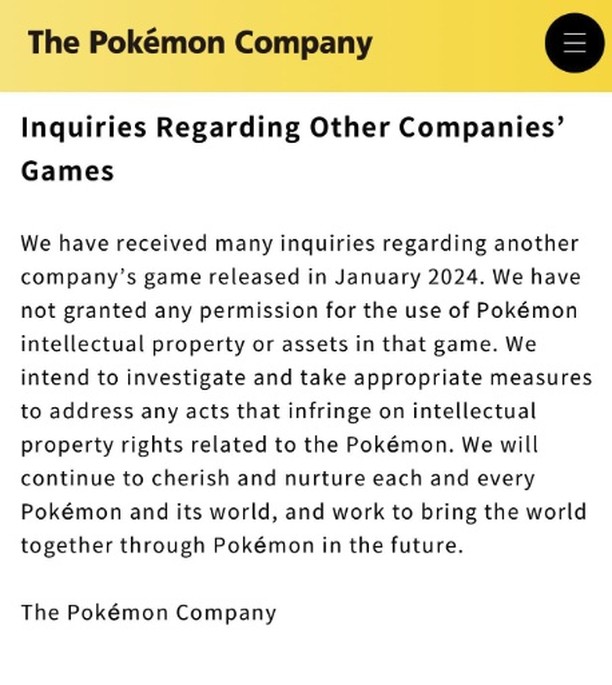 The Pokémon Company
Inquiries Regarding Other Companies’
Games
We have received many inquiries regarding another
company’s game released in January 2024. We have
not granted any permission for the use of Pokémon
intellectual property or assets in that game. We
intend to investigate and take appropriate measures
to address any acts that infringe on intellectual
property rights related to the Pokémon. We will
continue to cherish and nurture each and every
Pokémon and its world, and work to bring the world
together through Pokémon in the future.
The Pokémon Company